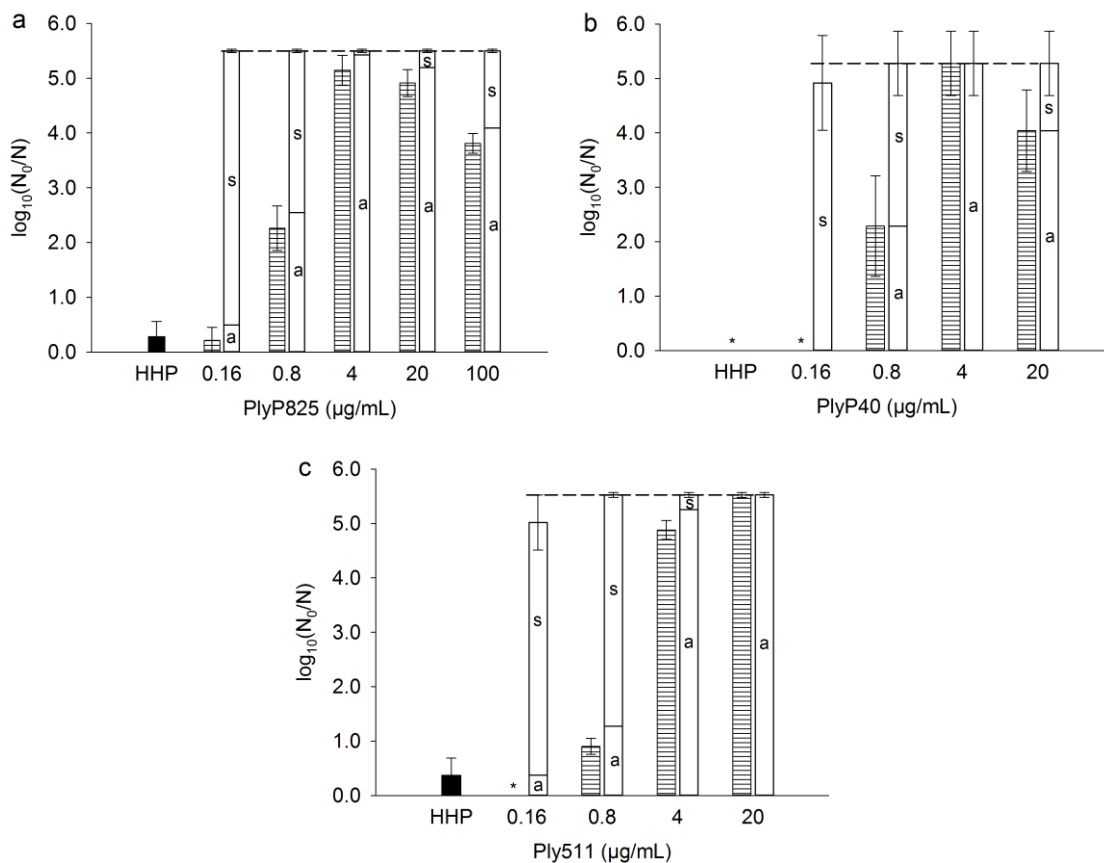 a
6.0
5.0
4.0
3.0
2.0
1.0
0.0
log10(N0/N)
s
a
s
a
a
s
a
s
a
HHP 0.16 0.8 4 20 100
PlyP825 (µg/mL)
b
6.0
5.0
4.0
3.0
2.0
1.0
0.0
log10(N0/N)
* *
s
s
a
a
s
a
HHP 0.16 0.8 4 20
PlyP40 (µg/mL)
c
6.0
5.0
4.0
3.0
2.0
1.0
0.0
log10(N0/N)
*
s
a
s
a
s
a
a
HHP 0.16 0.8 4 20
Ply511 (µg/mL)